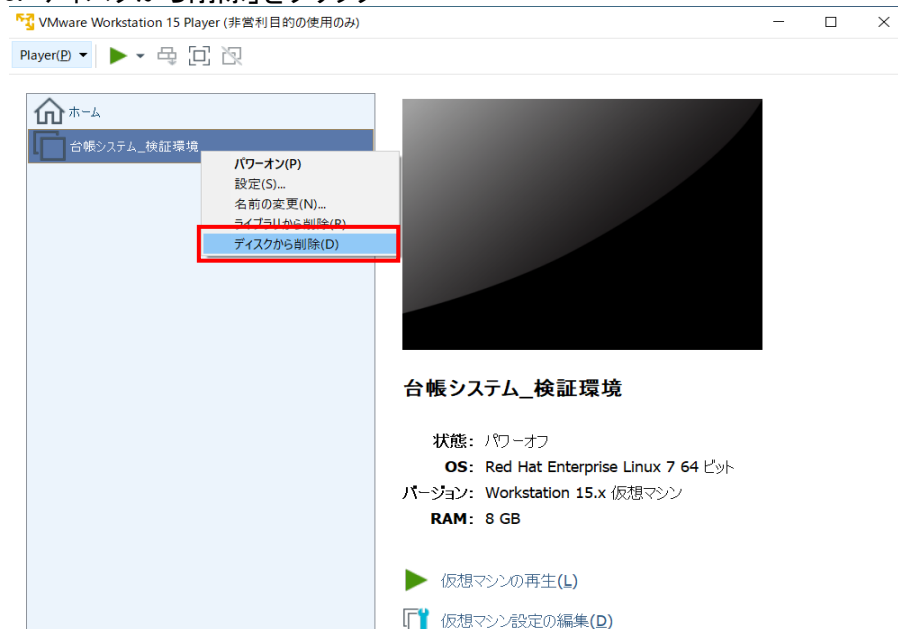 VMware Workstation 15 Player (非営利目的の使用のみ)
Player(P)
ホーム
台帳システム_検証環境
パワーオン(P)
設定(S)...
名前の変更(N)...
ライブラリから削除(R)
ディスクから削除(D)
台帳システム_検証環境
状態: パワーオフ
OS: Red Hat Enterprise Linux 7 64 ビット
バージョン: Workstation 15.x 仮想マシン
RAM: 8 GB
仮想マシンの再生(L)
仮想マシン設定の編集(D)